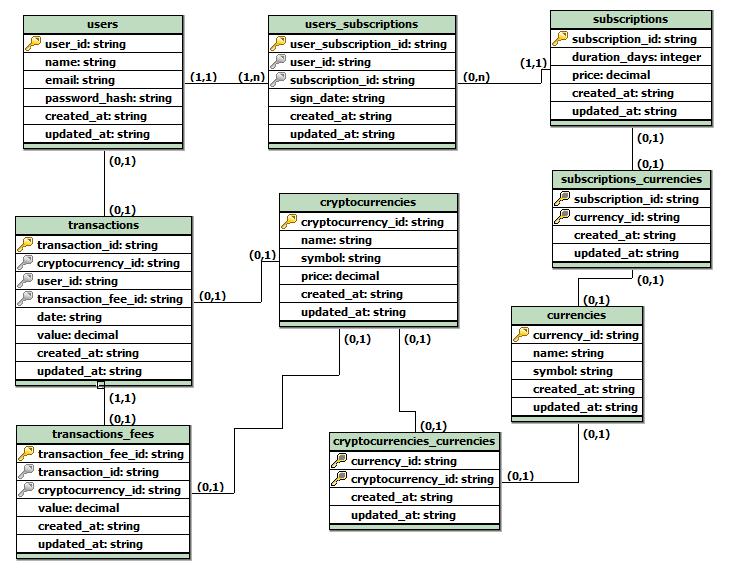 users
user_id: string
name: string
email: string
password_hash: string
created_at: string
updated_at: string
(1,1)
(1,n)
users_subscriptions
user_subscription_id: string
user_id: string
subscription_id: string
sign_date: string
created_at: string
updated_at: string
(0,n)
(1,1)
subscriptions
subscription_id: string
duration_days: integer
price: decimal
created_at: string
updated_at: string
(0,1)
(0,1)
subscriptions_currencies
subscription_id: string
currency_id: string
created_at: string
updated_at: string
(0,1)
(0,1)
(0,1)
(0,1)
transactions
transaction_id: string
cryptocurrency_id: string
user_id: string
transaction_fee_id: string
date: string
value: decimal
created_at: string
updated_at: string
(0,1)
(0,1)
cryptocurrencies
cryptocurrency_id: string
name: string
symbol: string
price: decimal
created_at: string
updated_at: string
(0,1)
(0,1)
currencies
currency_id: string
name: string
symbol: string
created_at: string
updated_at: string
(0,1)
(1,1)
(0,1)
transactions_fees
transaction_fee_id: string
transaction_id: string
cryptocurrency_id: string
value: decimal
created_at: string
updated_at: string
(0,1)
(0,1)
cryptocurrencies_currencies
currency_id: string
cryptocurrency_id: string
created_at: string
updated_at: string
(0,1)